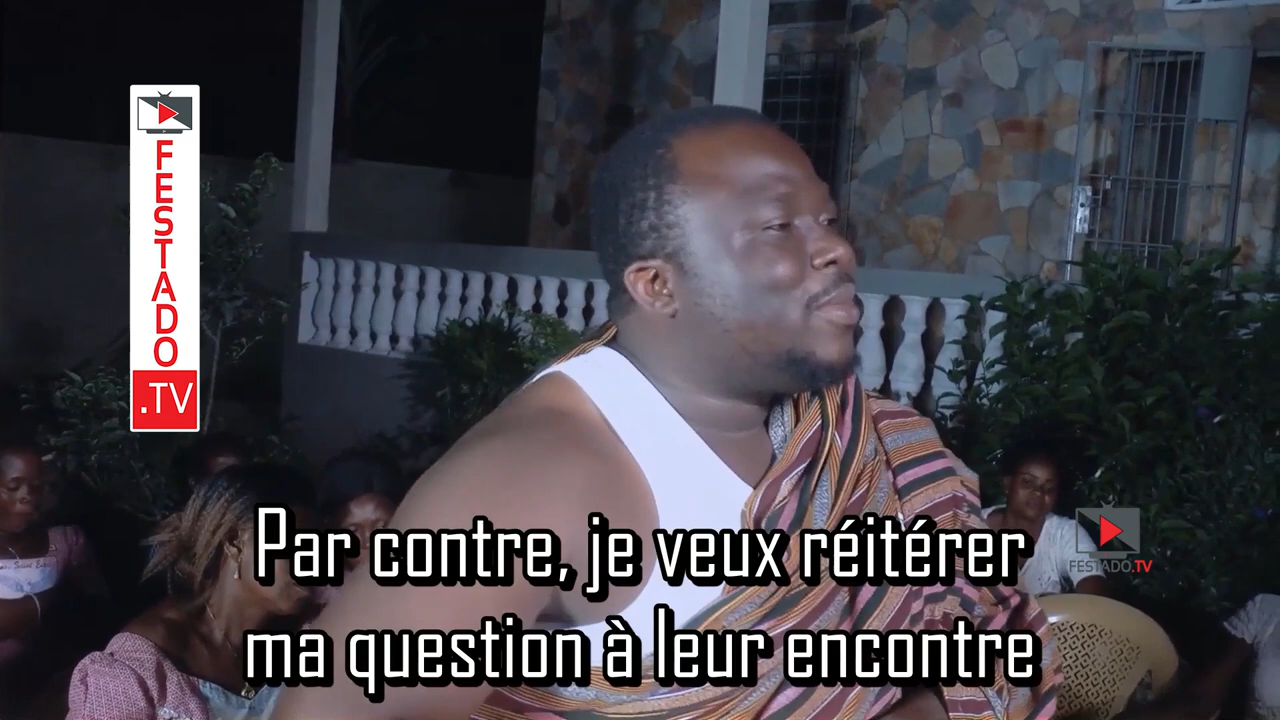 FESTADO
.TV
Par contre, je veux réitérer
ma question à leur encontre
FESTADO.TV